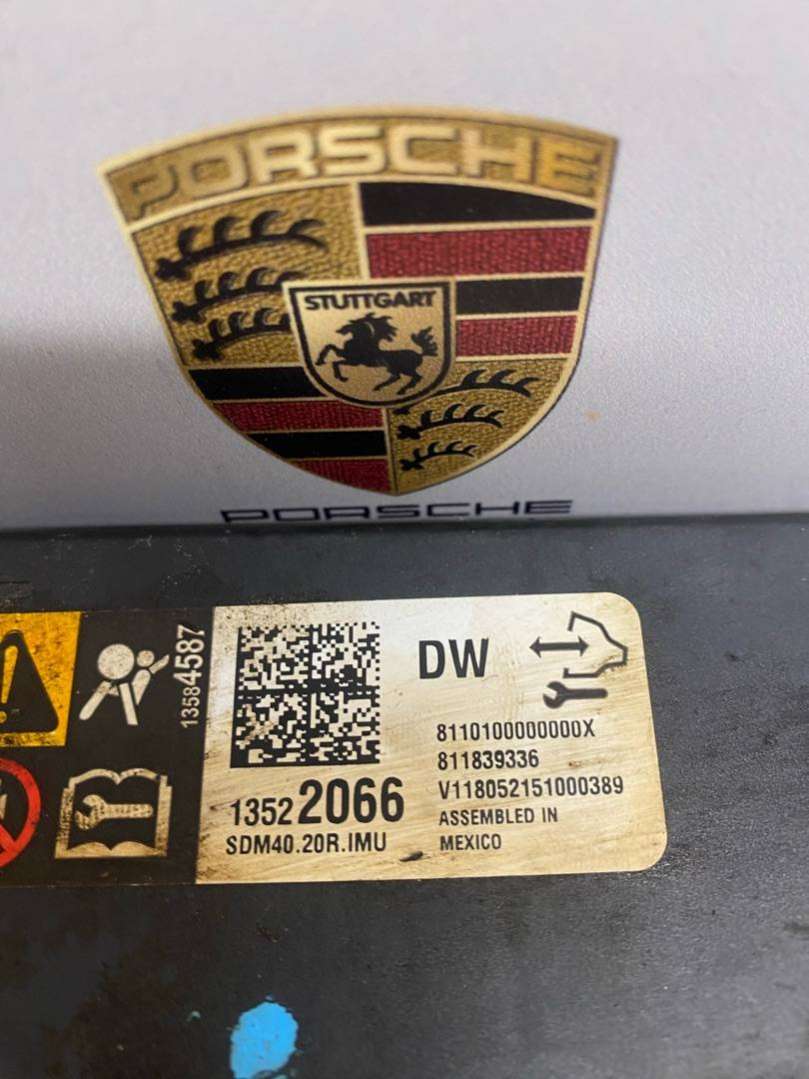 PORSCHE
STUTTGART
PORSCHE
13584587
DW
8110100000000X
811839336
V118052151000389
ASSEMBLED IN
MEXICO
13522066
SDM40.20R.IMU